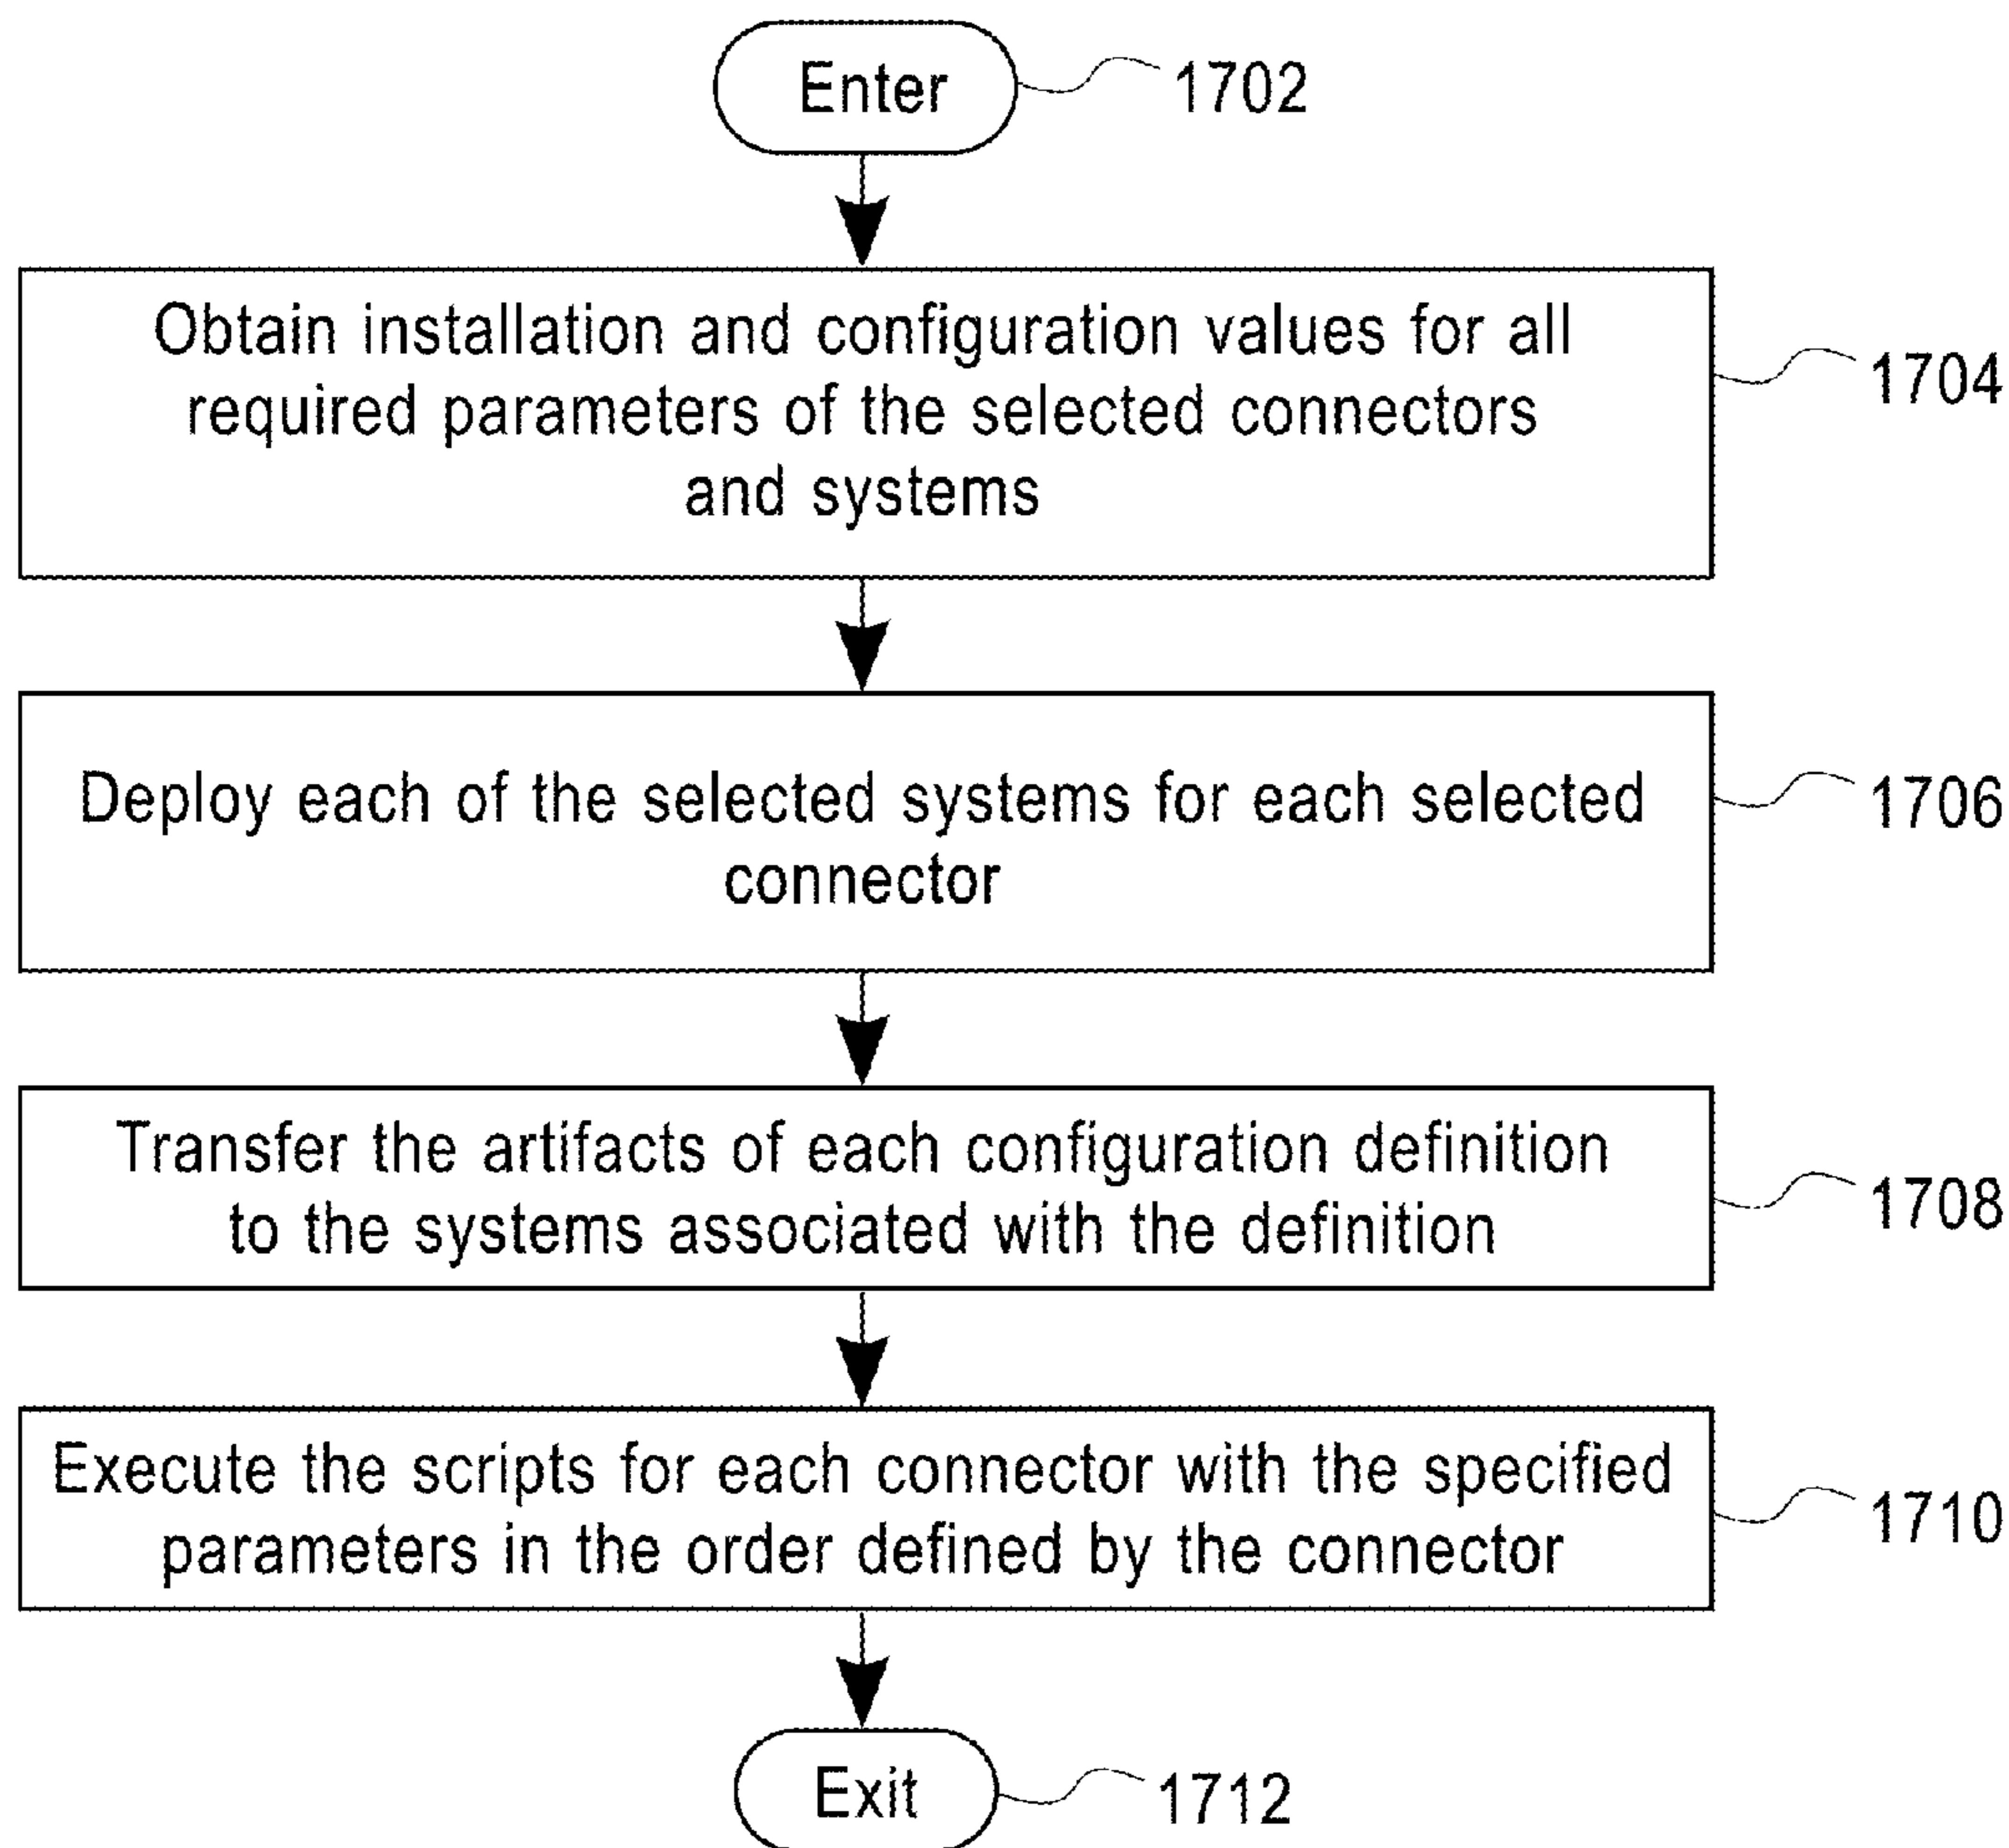 Enter
1702
Obtain installation and configuration values for all
required parameters of the selected connectors
and systems
1704
Deploy each of the selected systems for each selected
connector
1706
Transfer the artifacts of each configuration definition
to the systems associated with the definition
1708
Execute the scripts for each connector with the specified
parameters in the order defined by the connector
1710
Exit
1712